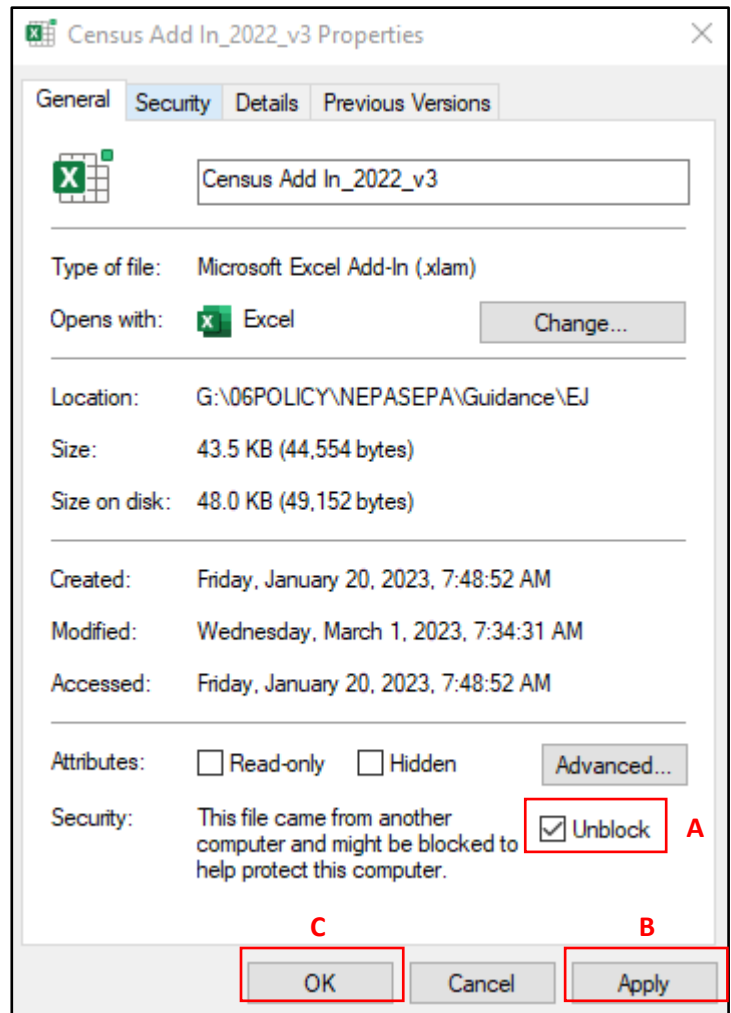 Census Add In_2022_v3 Properties
General Security Details Previous Versions
Census Add In_2022_v3
Type of file: Microsoft Excel Add-In (.xlam)
Opens with: Excel Change...
Location: G:\06POLICY\NEPASEPA\Guidance\EJ
Size: 43.5 KB (44,554 bytes)
Size on disk: 48.0 KB (49,152 bytes)
Created: Friday, January 20, 2023, 7:48:52 AM
Modified: Wednesday, March 1, 2023, 7:34:31 AM
Accessed: Friday, January 20, 2023, 7:48:52 AM
Attributes: Read-only Hidden Advanced...
Security: This file came from another
computer and might be blocked to
help protect this computer.
Unblock A
C B
OK Cancel Apply